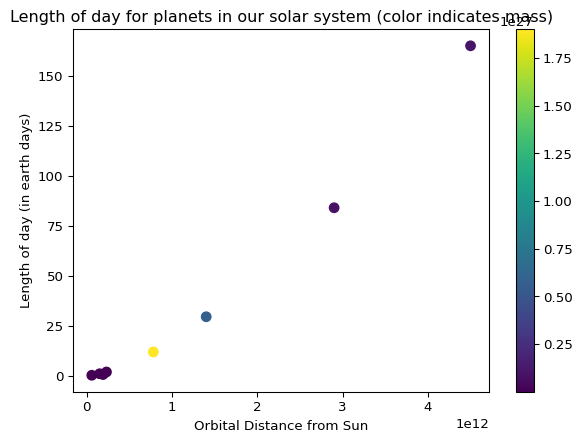 Length of day for planets in our solar system (color indicates mass)
1e27
1.75
1.50
1.25
1.00
0.75
0.50
0.25
Length of day (in earth days)
150
125
100
75
50
25
0
0 1 2 3 4
1e12
Orbital Distance from Sun